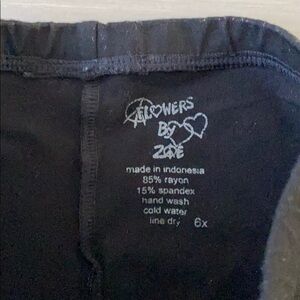 FLOWERS
BY
ZOE
made in indonesia
85% rayon
15% spandex
hand wash
cold water
line dry 6x